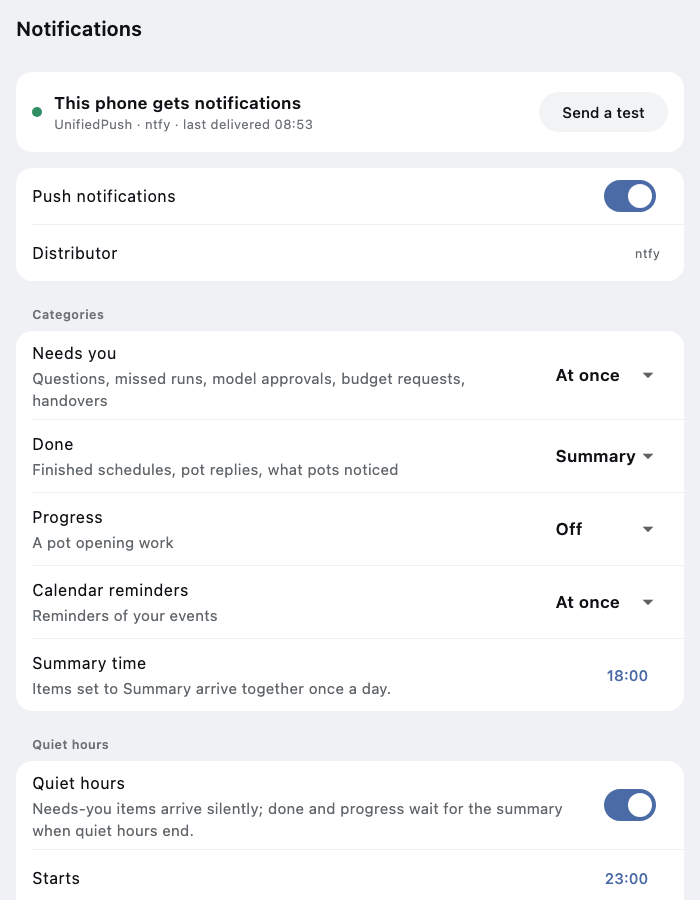 Notifications
This phone gets notifications
UnifiedPush · ntfy · last delivered 08:53
Send a test
Push notifications
Distributor
ntfy
Categories
Needs you
Questions, missed runs, model approvals, budget requests,
handovers
At once
Done
Finished schedules, pot replies, what pots noticed
Summary
Progress
A pot opening work
Off
Calendar reminders
Reminders of your events
At once
Summary time
Items set to Summary arrive together once a day.
18:00
Quiet hours
Quiet hours
Needs-you items arrive silently; done and progress wait for the summary
when quiet hours end.
Starts
23:00